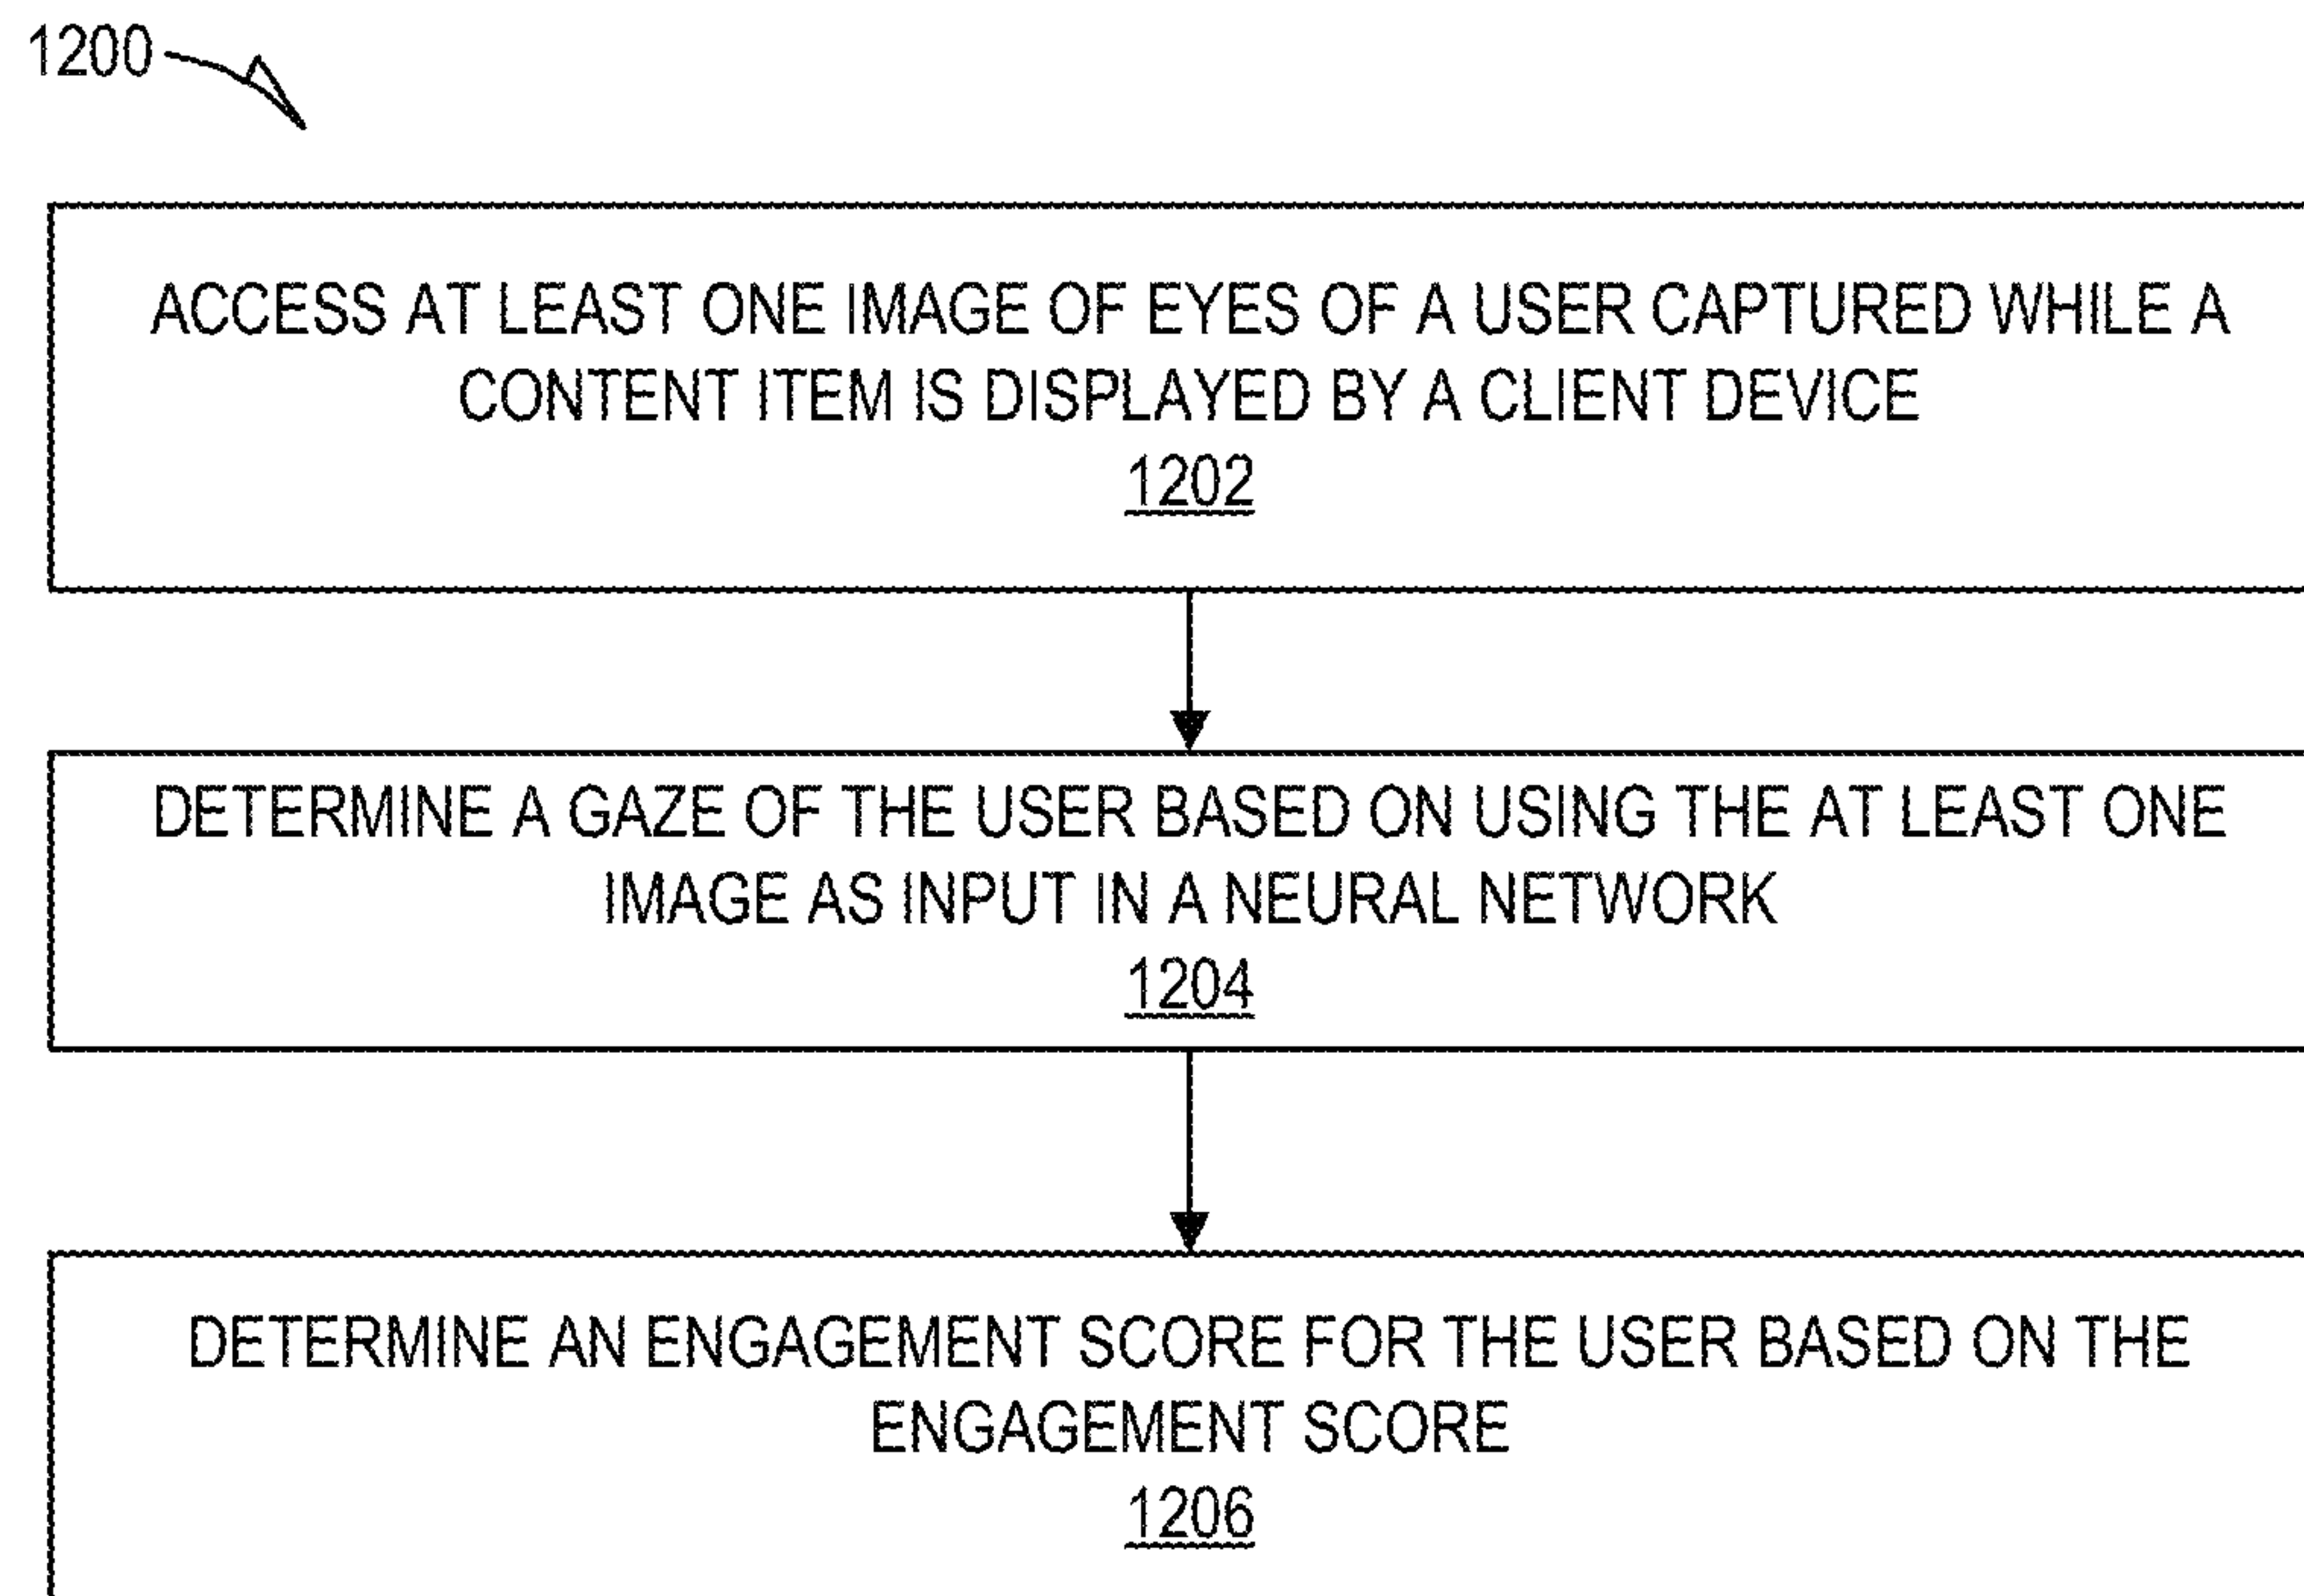 1200
ACCESS AT LEAST ONE IMAGE OF EYES OF A USER CAPTURED WHILE A
CONTENT ITEM IS DISPLAYED BY A CLIENT DEVICE
1202
DETERMINE A GAZE OF THE USER BASED ON USING THE AT LEAST ONE
IMAGE AS INPUT IN A NEURAL NETWORK
1204
DETERMINE AN ENGAGEMENT SCORE FOR THE USER BASED ON THE
ENGAGEMENT SCORE
1206